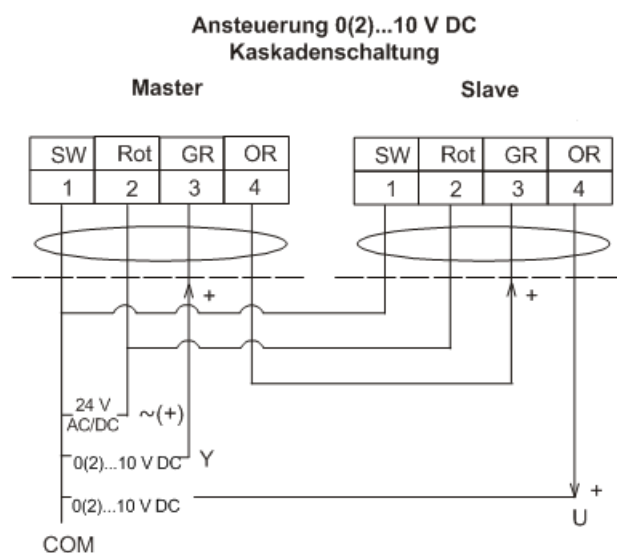 Ansteuerung 0(2)...10 V DC
Kaskadenschaltung
Master
Slave
SW Rot GR OR
1 2 3 4
SW Rot GR OR
1 2 3 4
+
+
24 V
AC/DC
~(+)
0(2)...10 V DC
Y
0(2)...10 V DC
+
U
COM